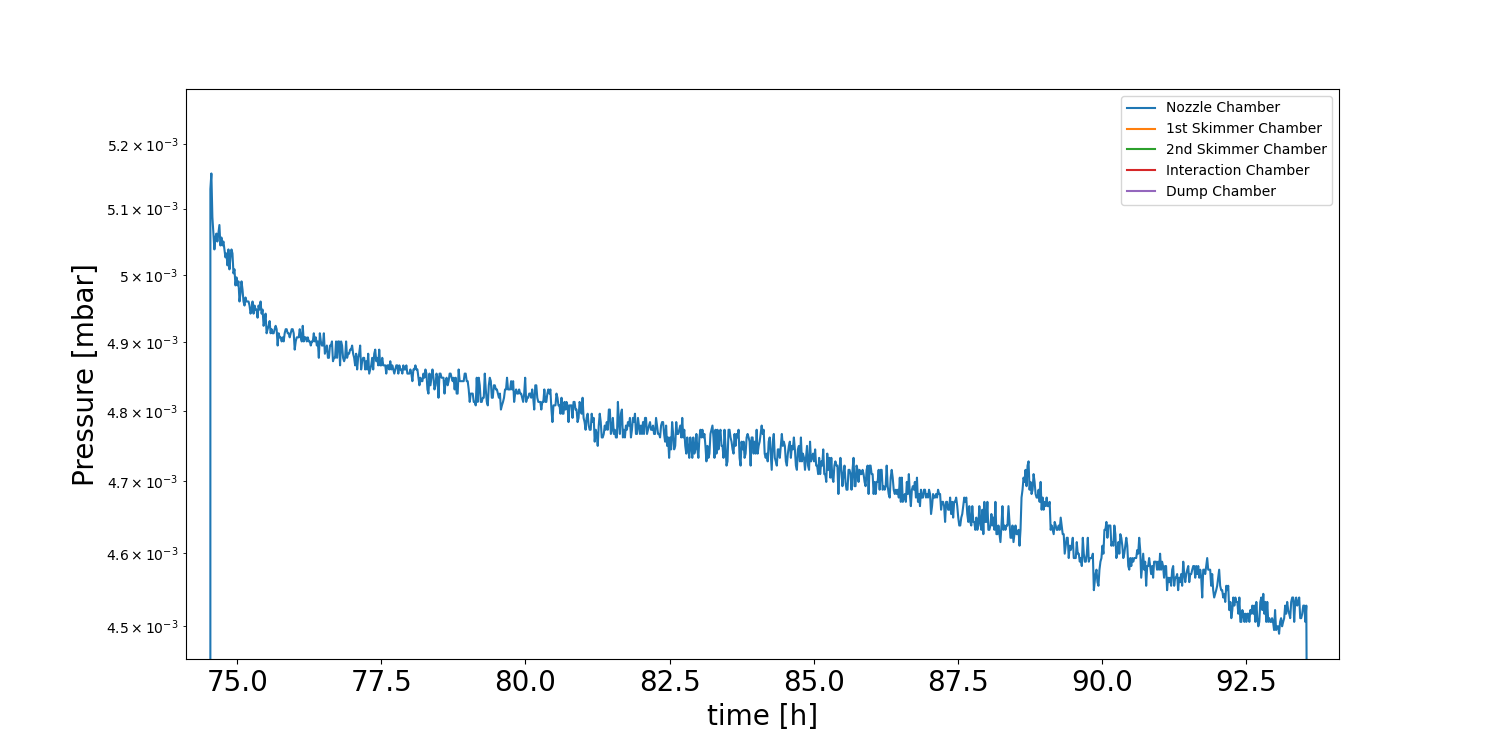 Pressure [mbar]
5.2 × 10⁻³
5.1 × 10⁻³
5 × 10⁻³
4.9 × 10⁻³
4.8 × 10⁻³
4.7 × 10⁻³
4.6 × 10⁻³
4.5 × 10⁻³
Nozzle Chamber
1st Skimmer Chamber
2nd Skimmer Chamber
Interaction Chamber
Dump Chamber
75.0 77.5 80.0 82.5 85.0 87.5 90.0 92.5
time [h]